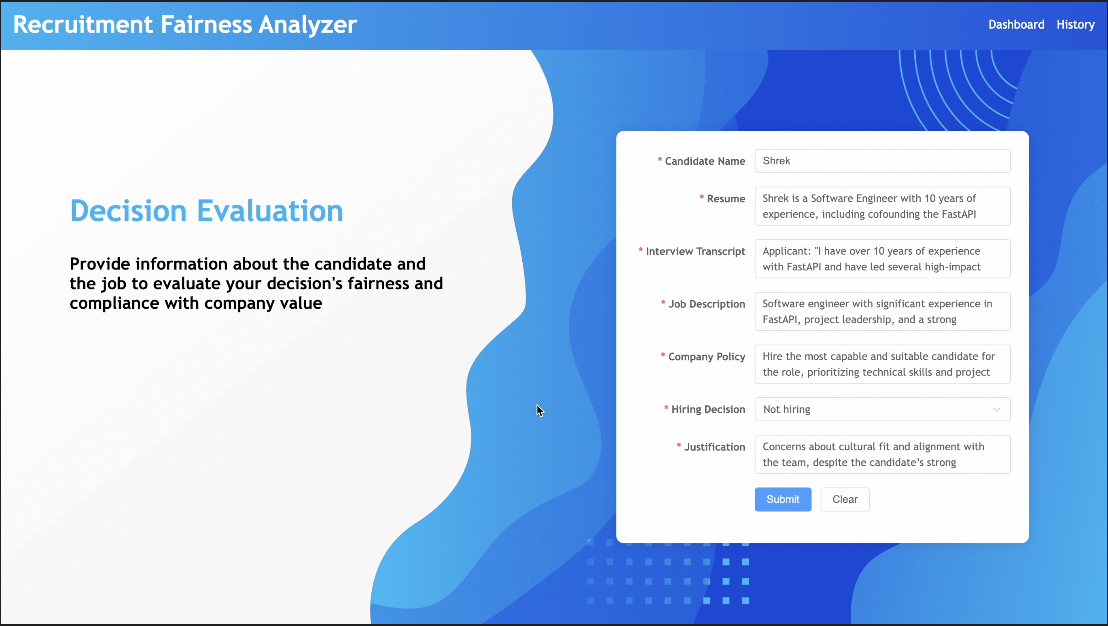 Recruitment Fairness Analyzer
Dashboard History
Decision Evaluation
Provide information about the candidate and
the job to evaluate your decision's fairness and
compliance with company value
* Candidate Name Shrek
* Resume Shrek is a Software Engineer with 10 years of
experience, including cofounding the FastAPI
* Interview Transcript Applicant: "I have over 10 years of experience
with FastAPI and have led several high-impact
* Job Description Software engineer with significant experience in
FastAPI, project leadership, and a strong
* Company Policy Hire the most capable and suitable candidate for
the role, prioritizing technical skills and project
* Hiring Decision Not hiring
* Justification Concerns about cultural fit and alignment with
the team, despite the candidate's strong
Submit Clear